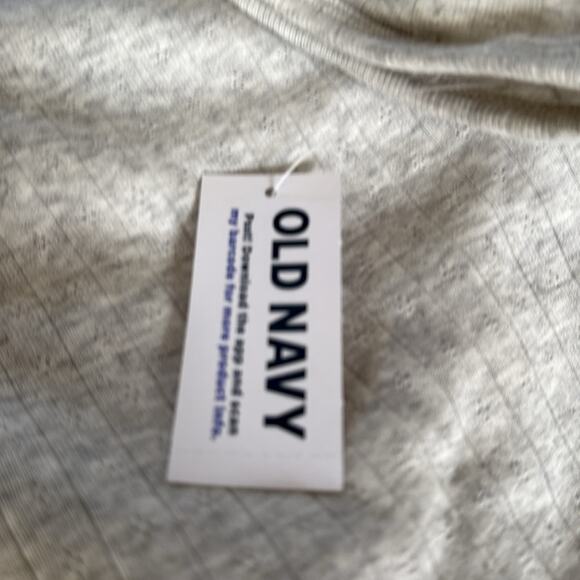 OLD NAVY
Psst! Download the app and scan
my barcode for more product info.